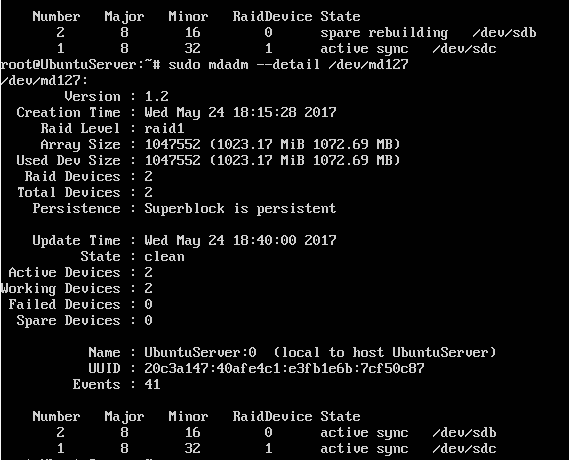 Number Major Minor RaidDevice State
2 8 16 0 spare rebuilding /dev/sdb
1 8 32 1 active sync /dev/sdc
root@UbuntuServer:~# sudo mdadm --detail /dev/md127
/dev/md127:
Version : 1.2
Creation Time : Wed May 24 18:15:28 2017
Raid Level : raid1
Array Size : 1047552 (1023.17 MiB 1072.69 MB)
Used Dev Size : 1047552 (1023.17 MiB 1072.69 MB)
Raid Devices : 2
Total Devices : 2
Persistence : Superblock is persistent
Update Time : Wed May 24 18:40:00 2017
State : clean
Active Devices : 2
Working Devices : 2
Failed Devices : 0
Spare Devices : 0
Name : UbuntuServer:0 (local to host UbuntuServer)
UUID : 20c3a147:40afe4c1:e3fb1e6b:7cf50c87
Events : 41
Number Major Minor RaidDevice State
2 8 16 0 active sync /dev/sdb
1 8 32 1 active sync /dev/sdc